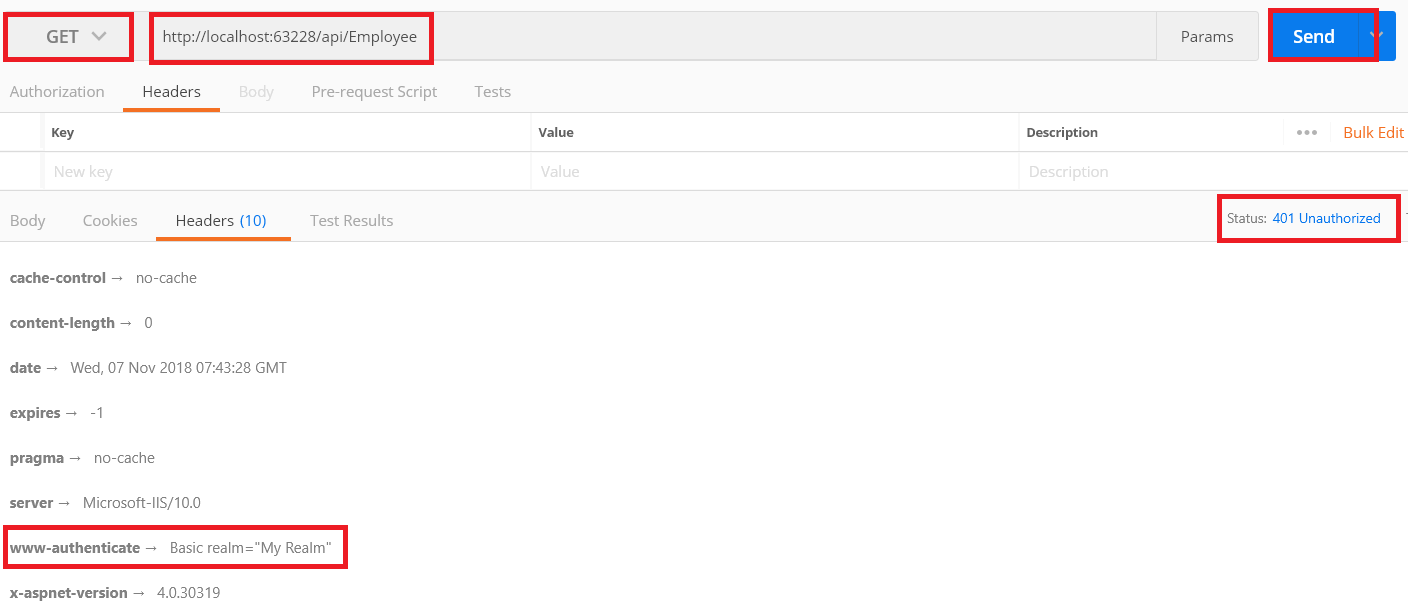 GET http://localhost:63228/api/Employee Params Send
Authorization Headers Body Pre-request Script Tests
Key Value Description ••• Bulk Edit
New key Value Description
Body Cookies Headers (10) Test Results Status: 401 Unauthorized
cache-control → no-cache
content-length → 0
date → Wed, 07 Nov 2018 07:43:28 GMT
expires → -1
pragma → no-cache
server → Microsoft-IIS/10.0
www-authenticate → Basic realm="My Realm"
x-aspnet-version → 4.0.30319